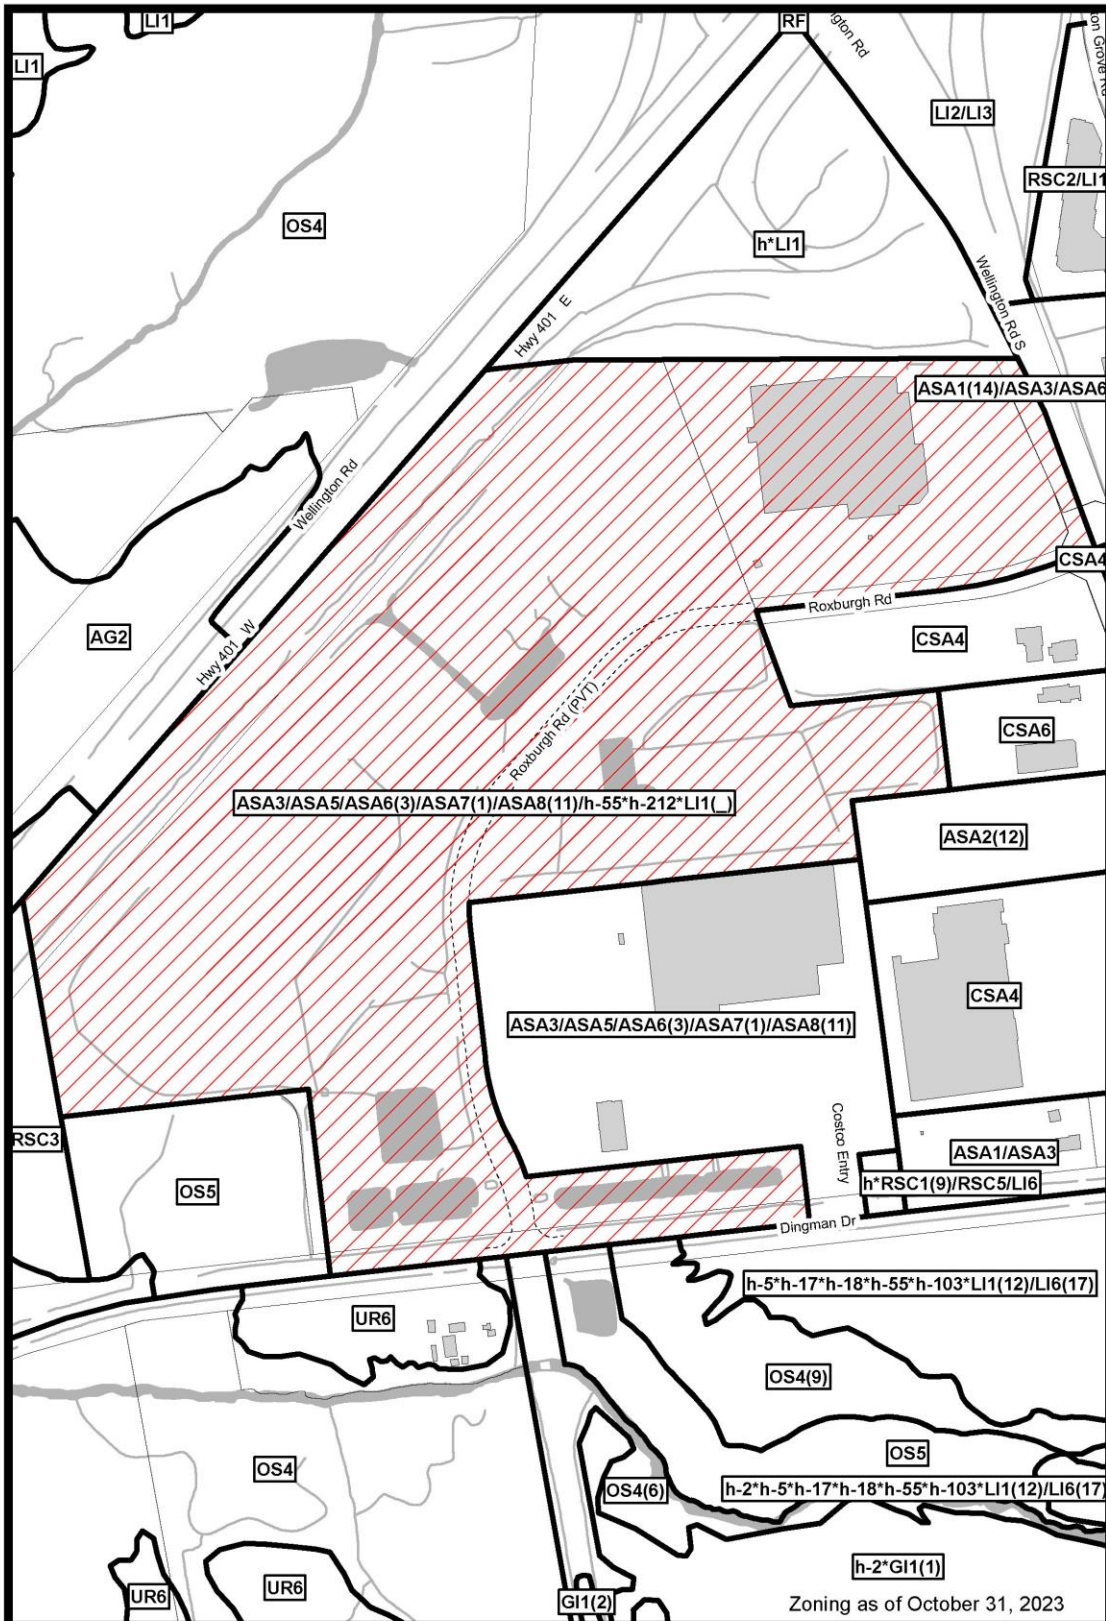 LI1
RF
ngton Rd
on Grove Rd
LI1
LI2/LI3
RSC2/LI1
OS4
h*LI1
Wellington Rd S
Hwy 401 E
ASA1(14)/ASA3/ASA6
Wellington Rd
CSA4
Roxburgh Rd
AG2
Hwy 401 W
CSA4
Roxburgh Rd (PVT)
CSA6
ASA3/ASA5/ASA6(3)/ASA7(1)/ASA8(11)/h-55*h-212*LI1(_)
ASA2(12)
CSA4
ASA3/ASA5/ASA6(3)/ASA7(1)/ASA8(11)
Costco Entry
RSC3
ASA1/ASA3
OS5
h*RSC1(9)/RSC5/LI6
Dingman Dr
h-5*h-17*h-18*h-55*h-103*LI1(12)/LI6(17)
UR6
OS4(9)
OS5
OS4
OS4(6)
h-2*h-5*h-17*h-18*h-55*h-103*LI1(12)/LI6(17)
h-2*GI1(1)
UR6
UR6
GI1(2)
Zoning as of October 31, 2023